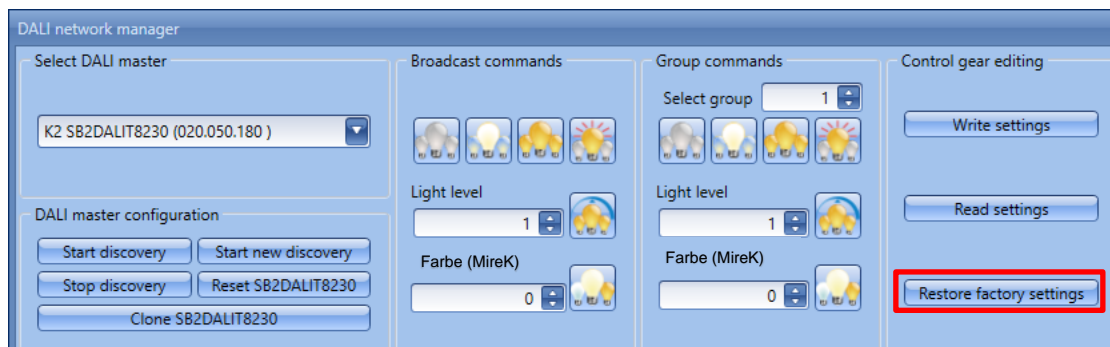 DALI network manager
Select DALI master
K2 SB2DALIT8230 (020.050.180 )
DALI master configuration
Start discovery
Start new discovery
Stop discovery
Reset SB2DALIT8230
Clone SB2DALIT8230
Broadcast commands
Light level
1
Farbe (MireK)
0
Group commands
Select group
1
Light level
1
Farbe (MireK)
0
Control gear editing
Write settings
Read settings
Restore factory settings